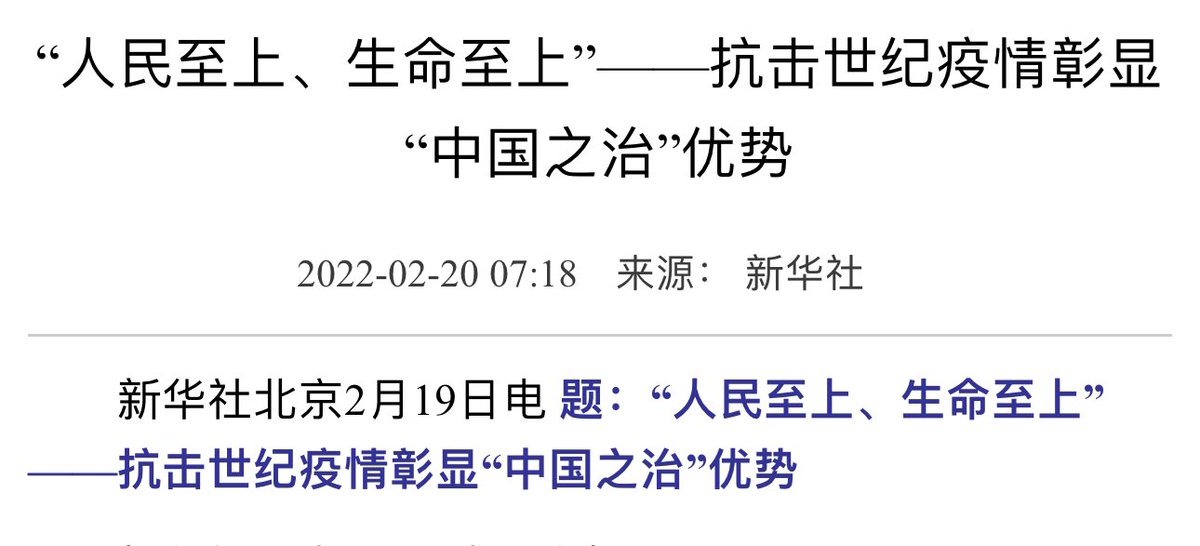 “人民至上、生命至上”——抗击世纪疫情彰显
“中国之治”优势
2022-02-20 07:18 来源： 新华社
新华社北京2月19日电 题：“人民至上、生命至上”
——抗击世纪疫情彰显“中国之治”优势